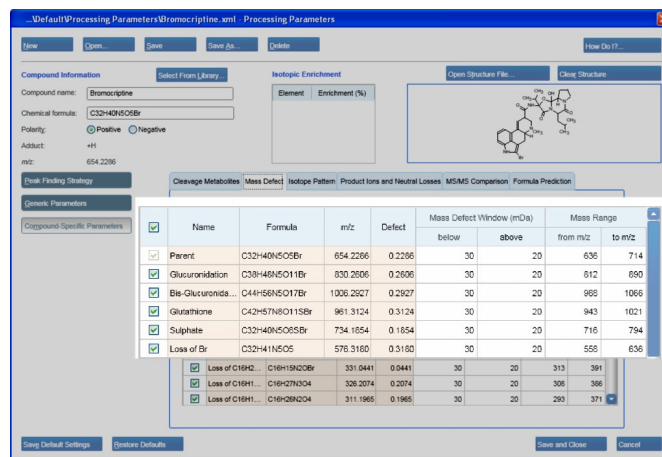 ...\Default\Processing Parameters\Bromocriptine.xml - Processing Parameters
New Open... Save Save As... Delete How Do I?...
Compound Information Select From Library... Isotopic Enrichment Open Structure File... Clear Structure
Compound name: Bromocriptine Element Enrichment (%)
Chemical formula: C32H40N5O5Br
Polarity: Positive Negative
Adduct: +H
m/z: 654.2286
Peak Finding Strategy Cleavage Metabolites Mass Defect Isotope Pattern Product Ions and Neutral Losses MS/MS Comparison Formula Prediction
Generic Parameters
Compound-Specific Parameters
Name Formula m/z Defect Mass Defect Window (mDa) Mass Range
below above from m/z to m/z
Parent C32H40N5O5Br 654.2286 0.2286 30 20 636 714
Glucuronidation C38H48N5O11Br 830.2606 0.2606 30 20 812 890
Bis-Glucuronida... C44H56N5O17Br 1006.2927 0.2927 30 20 988 1066
Glutathione C42H57N8O11SBr 961.3124 0.3124 30 20 943 1021
Sulphate C32H40N5O8SBr 734.1854 0.1854 30 20 716 794
Loss of Br C32H41N5O5 576.3180 0.3180 30 20 558 636
Loss of C16H2... C16H15N2OBr 331.0441 0.0441 30 20 313 391
Loss of C16H1... C16H27N3O4 326.2074 0.2074 30 20 308 386
Loss of C16H1... C16H26N2O4 311.1965 0.1965 30 20 293 371
Save Default Settings Restore Defaults Save and Close Cancel